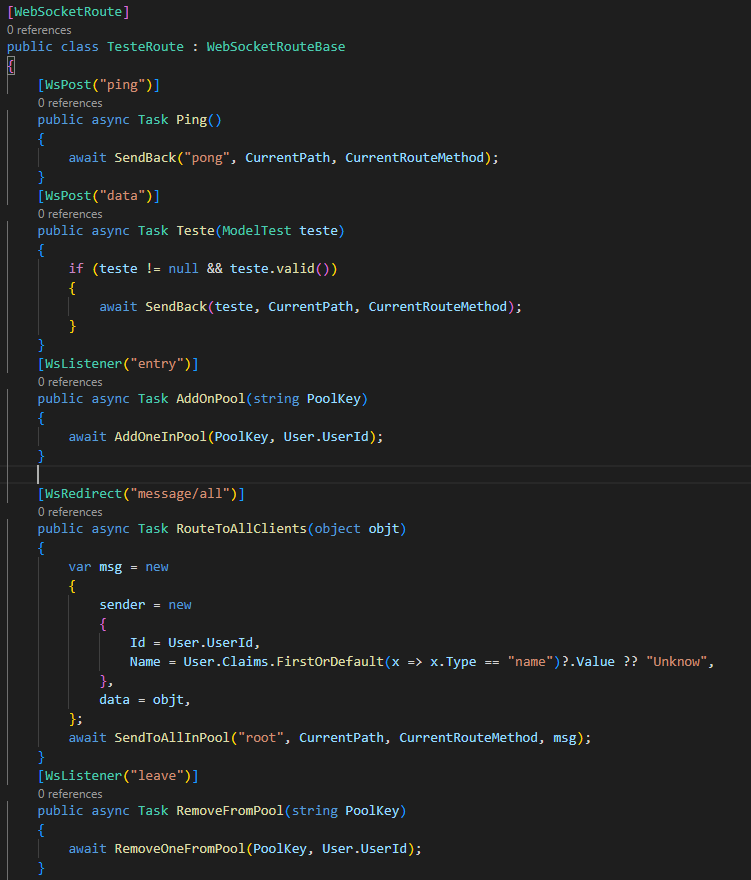 [WebSocketRoute]
0 references
public class TesteRoute : WebSocketRouteBase
{
    [WsPost("ping")]
    0 references
    public async Task Ping()
    {
        await SendBack("pong", CurrentPath, CurrentRouteMethod);
    }
    [WsPost("data")]
    0 references
    public async Task Teste(ModelTest teste)
    {
        if (teste != null && teste.valid())
        {
            await SendBack(teste, CurrentPath, CurrentRouteMethod);
        }
    }
    [WsListener("entry")]
    0 references
    public async Task AddOnPool(string PoolKey)
    {
        await AddOneInPool(PoolKey, User.UserId);
    }

    [WsRedirect("message/all")]
    0 references
    public async Task RouteToAllClients(object objt)
    {
        var msg = new
        {
            sender = new
            {
                Id = User.UserId,
                Name = User.Claims.FirstOrDefault(x => x.Type == "name")?.Value ?? "Unknow",
            },
            data = objt,
        };
        await SendToAllInPool("root", CurrentPath, CurrentRouteMethod, msg);
    }
    [WsListener("leave")]
    0 references
    public async Task RemoveFromPool(string PoolKey)
    {
        await RemoveOneFromPool(PoolKey, User.UserId);
    }